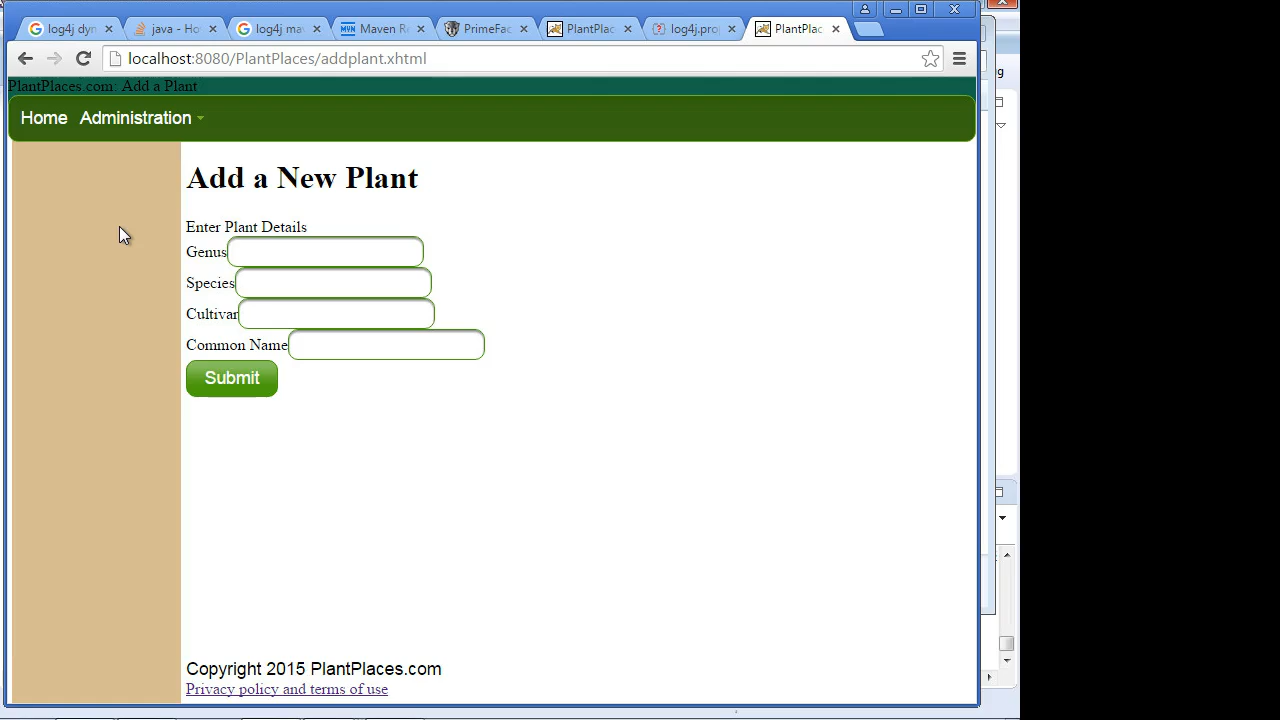 log4j dyn
java - Ho
log4j ma
Maven Re
PrimeFac
PlantPlac
log4j.pro
PlantPlac
localhost:8080/PlantPlaces/addplant.xhtml
ug
PlantPlaces.com: Add a Plant
Home Administration
Add a New Plant
Enter Plant Details
Genus
Species
Cultivar
Common Name
Submit
Copyright 2015 PlantPlaces.com
Privacy policy and terms of use